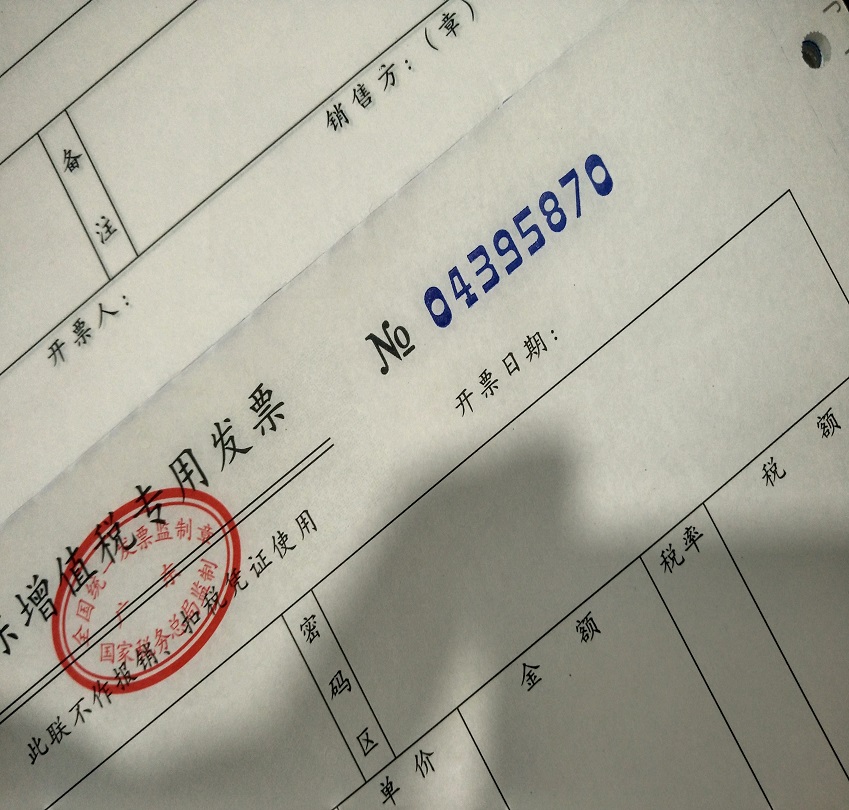 销售方：（章）
备注
开票人：
№ 04395870
开票日期：
东增值税专用发票
此联不作报销、扣税凭证使用
全国统一发票监制章
广东
国家税务总局监制
密码区
单价
金额
税率
税额